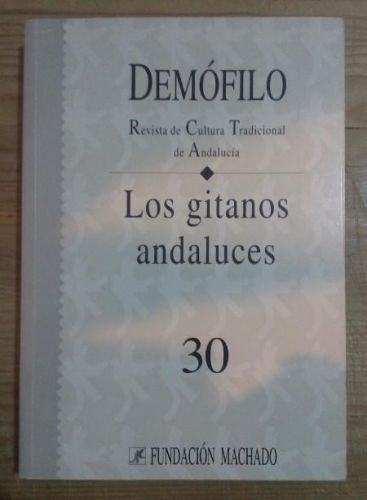 DEMÓFILO
Revista de Cultura Tradicional
de Andalucía
Los gitanos
andaluces
30
FUNDACIÓN MACHADO